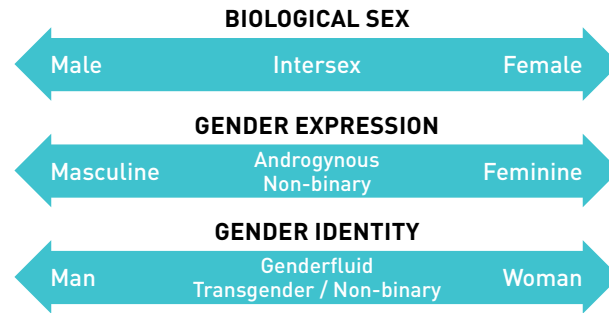 BIOLOGICAL SEX
Male Intersex Female
GENDER EXPRESSION
Masculine Androgynous Non-binary Feminine
GENDER IDENTITY
Man Genderfluid Transgender / Non-binary Woman